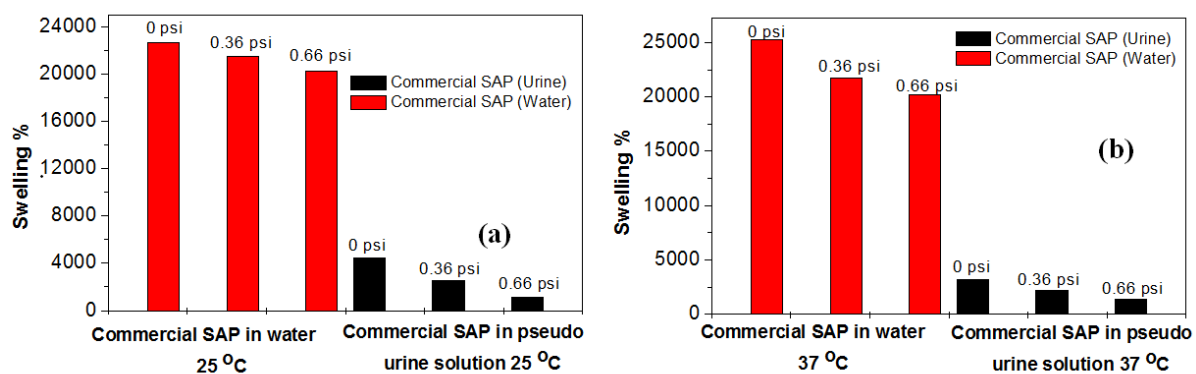 24000
20000
16000
12000
8000
4000
0
Swelling %
0 psi
0.36 psi
0.66 psi
Commercial SAP (Urine)
Commercial SAP (Water)
(a)
0 psi
0.36 psi
0.66 psi
Commercial SAP in water
25 ᴼC
Commercial SAP in pseudo
urine solution 25 ᴼC
25000
20000
15000
10000
5000
0
Swelling %
0 psi
0.36 psi
0.66 psi
Commercial SAP (Urine)
Commercial SAP (Water)
(b)
0 psi
0.36 psi
0.66 psi
Commercial SAP in water
37 ᴼC
Commercial SAP in pseudo
urine solution 37 ᴼC